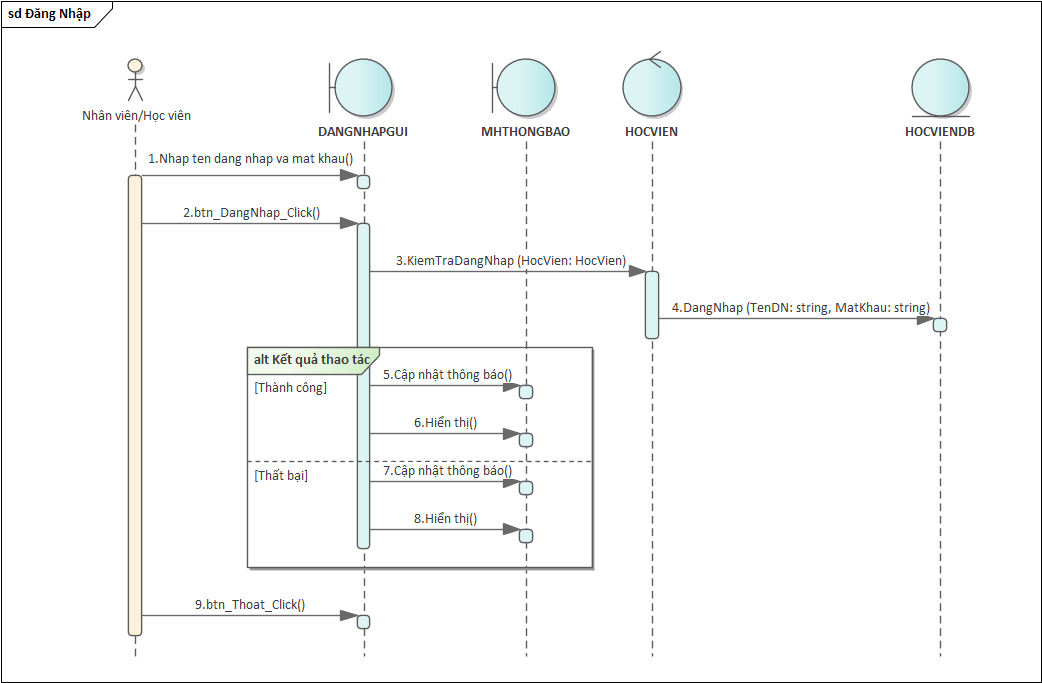 sd Đăng Nhập
Nhân viên/Học viên
DANGNHAPGUI
MHTHONGBAO
HOCVIEN
HOCVIENDB
1.Nhap ten dang nhap va mat khau()
2.btn_DangNhap_Click()
3.KiemTraDangNhap (HocVien: HocVien)
4.DangNhap (TenDN: string, MatKhau: string)
alt Kết quả thao tác
[Thành công]
5.Cập nhật thông báo()
6.Hiển thị()
[Thất bại]
7.Cập nhật thông báo()
8.Hiển thị()
9.btn_Thoat_Click()